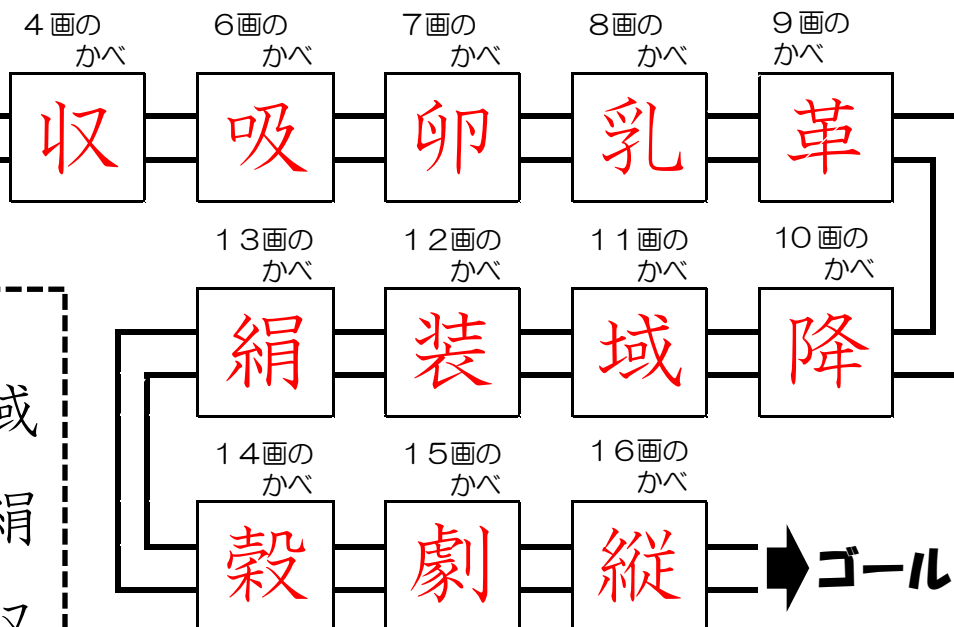 4画の
かべ
6画の
かべ
7画の
かべ
8画の
かべ
9画の
かべ
収
吸
卵
乳
革
13画の
かべ
12画の
かべ
11画の
かべ
10画の
かべ
絹
装
域
降
14画の
かべ
15画の
かべ
16画の
かべ
穀
劇
縦
ゴール
域
絹